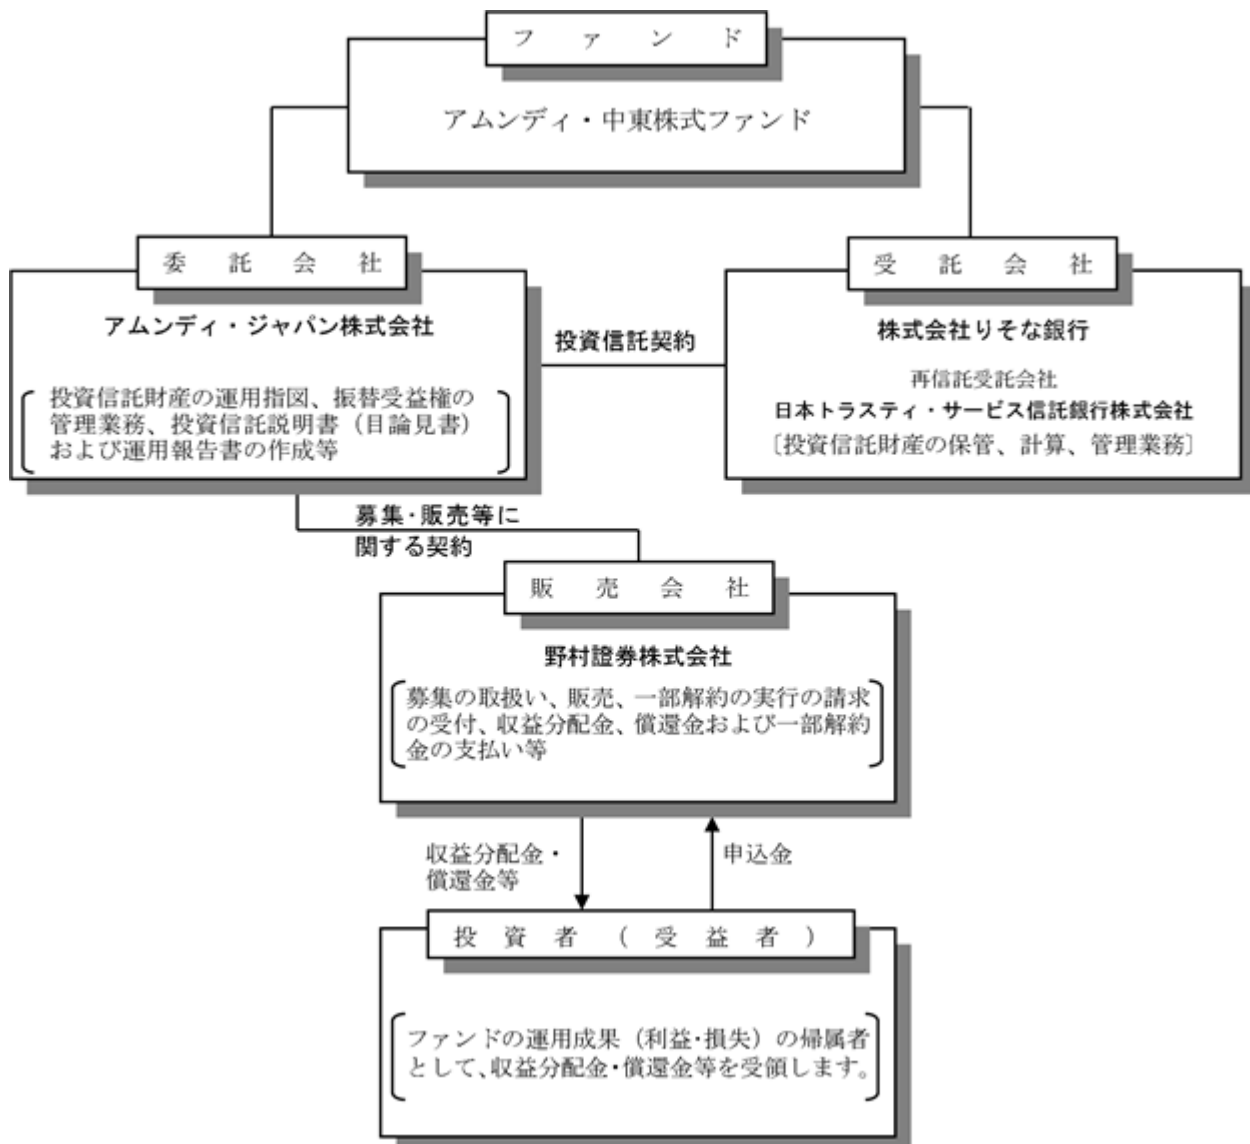 ファンド
アムンディ・中東株式ファンド
委託会社
アムンディ・ジャパン株式会社
投資信託財産の運用指図、振替受益権の
管理業務、投資信託説明書（目論見書）
および運用報告書の作成等
投資信託契約
受託会社
株式会社りそな銀行
再信託受託会社
日本トラスティ・サービス信託銀行株式会社
〔投資信託財産の保管、計算、管理業務〕
募集・販売等に
関する契約
販売会社
野村證券株式会社
募集の取扱い、販売、一部解約の実行の請求
の受付、収益分配金、償還金および一部解約
金の支払い等
収益分配金・
償還金等
申込金
投資者（受益者）
ファンドの運用成果（利益・損失）の帰属者
として、収益分配金・償還金等を受領します。